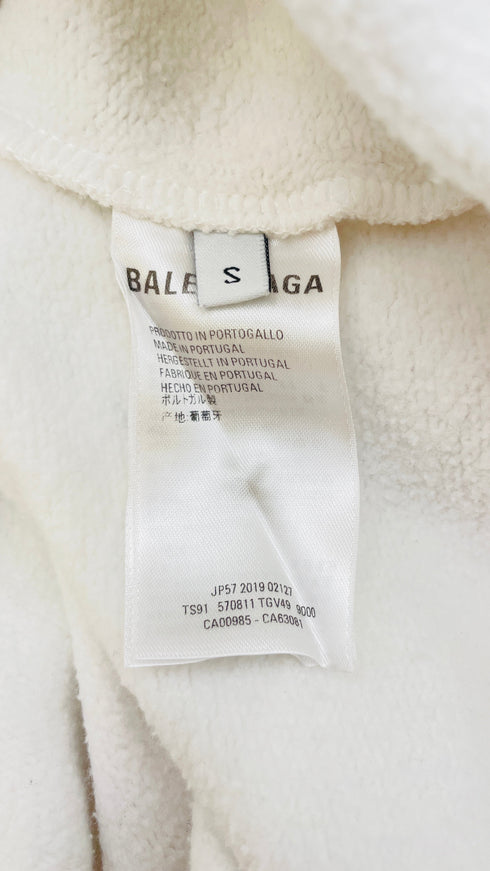 S
BALE AGA
PRODOTTO IN PORTOGALLO
MADE IN PORTUGAL
HERGESTELLT IN PORTUGAL
FABRIQUE EN PORTUGAL
HECHO EN PORTUGAL
ポルトガル製
产地:葡萄牙
JP57 2019 02127
TS91 570811 TGV49 9000
CA00985 - CA63081